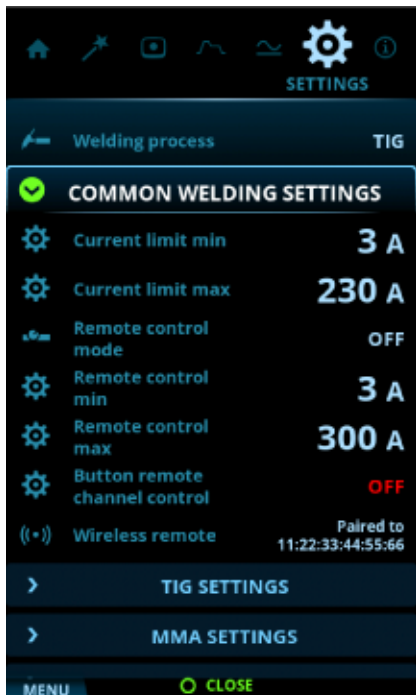 SETTINGS
Welding process TIG
COMMON WELDING SETTINGS
Current limit min 3 A
Current limit max 230 A
Remote control
mode OFF
Remote control
min 3 A
Remote control
max 300 A
Button remote
channel control OFF
Wireless remote Paired to
11:22:33:44:55:66
TIG SETTINGS
MMA SETTINGS
MENU CLOSE